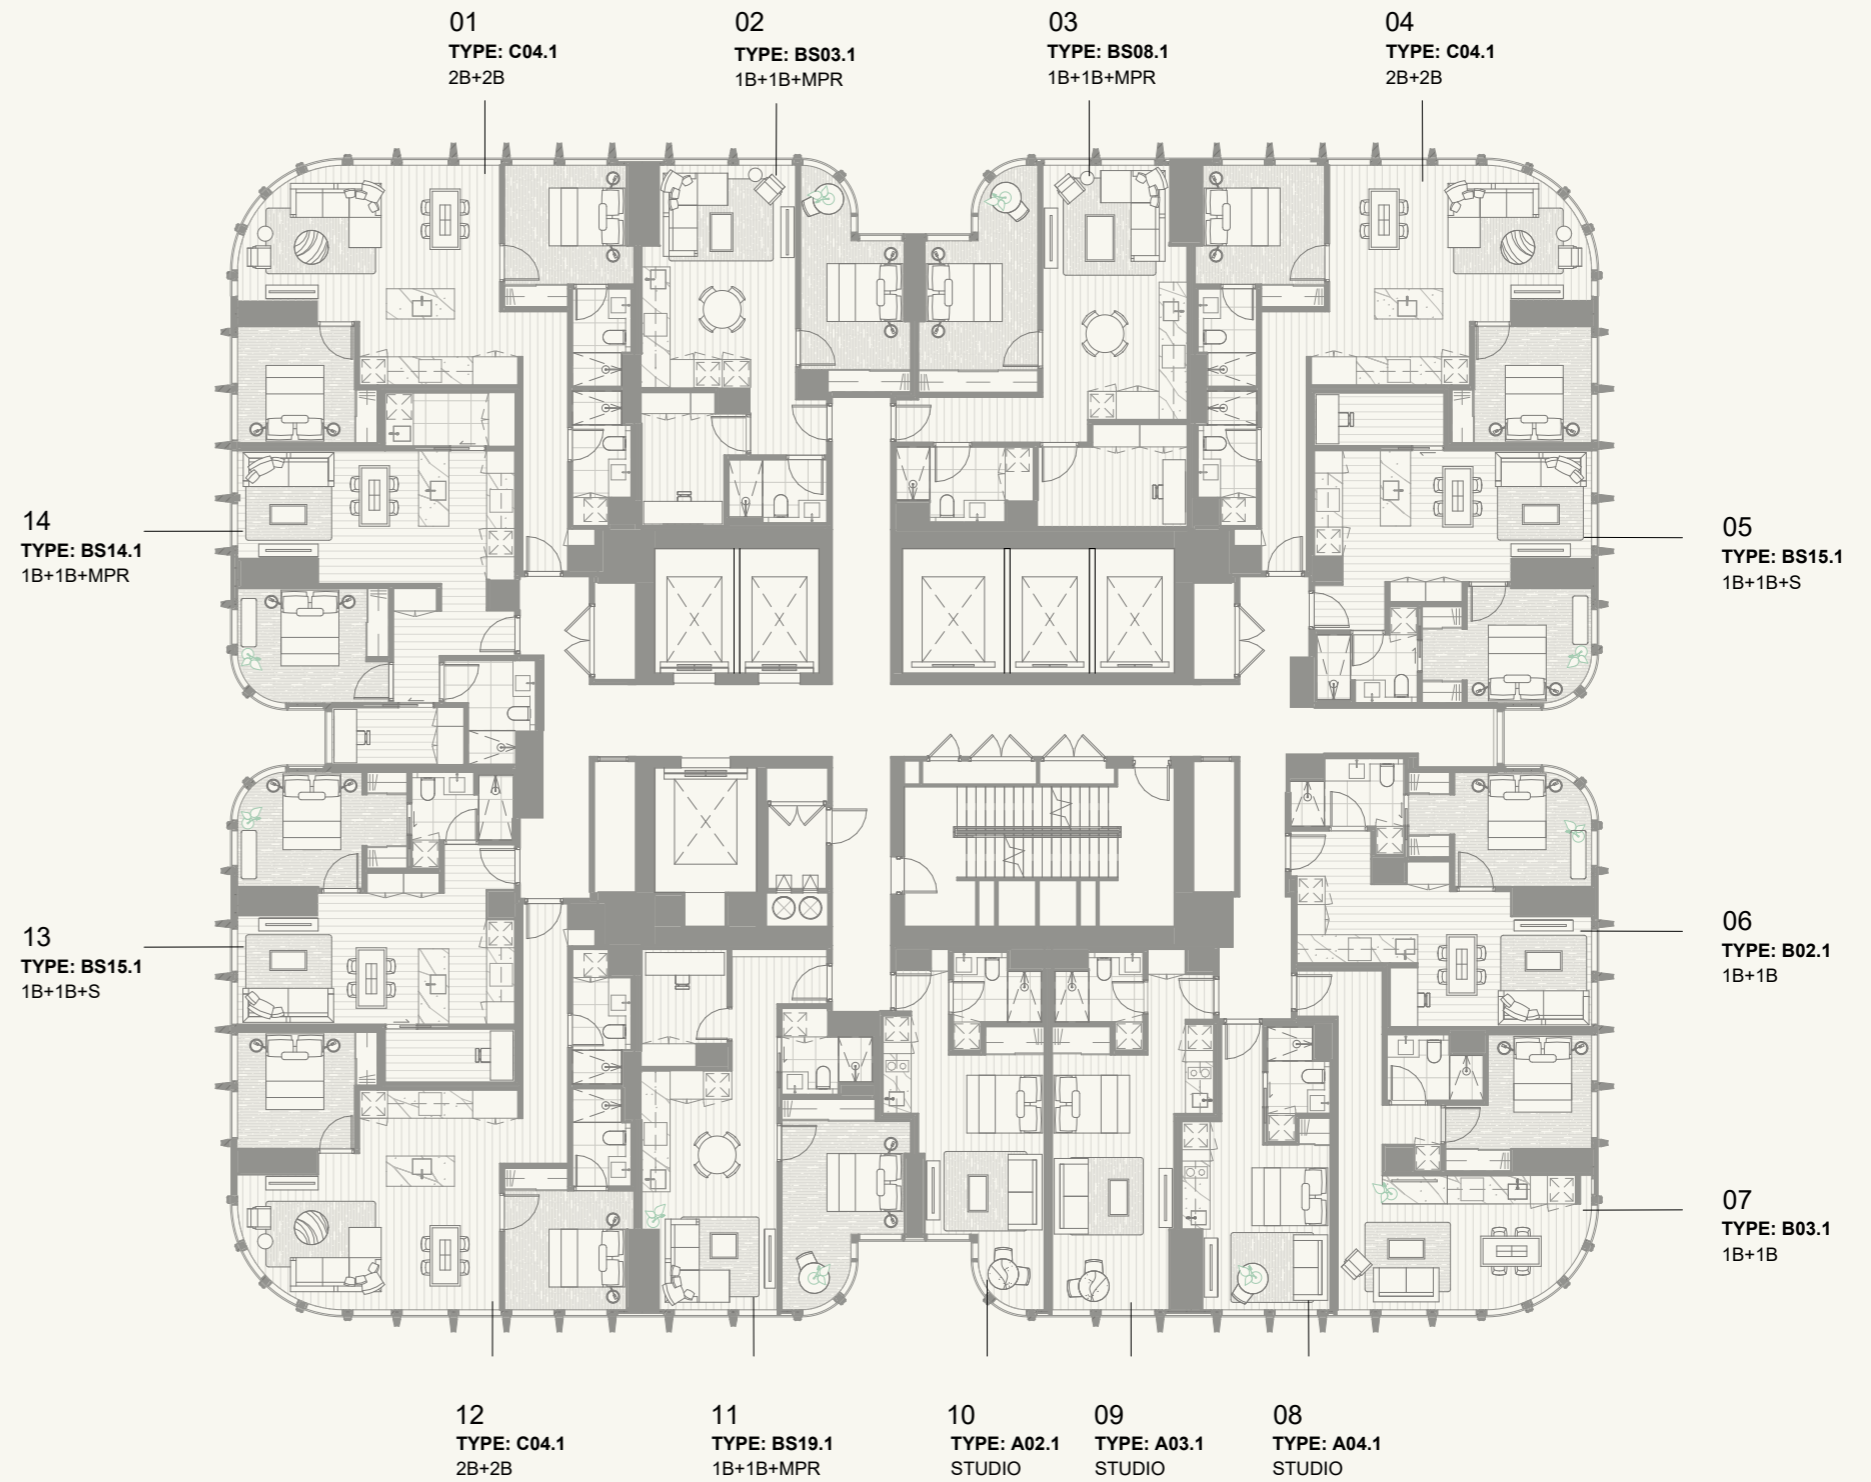 01
TYPE: C04.1
2B+2B
02
TYPE: BS03.1
1B+1B+MPR
03
TYPE: BS08.1
1B+1B+MPR
04
TYPE: C04.1
2B+2B
14
TYPE: BS14.1
1B+1B+MPR
05
TYPE: BS15.1
1B+1B+S
13
TYPE: BS15.1
1B+1B+S
06
TYPE: B02.1
1B+1B
07
TYPE: B03.1
1B+1B
12
TYPE: C04.1
2B+2B
11
TYPE: BS19.1
1B+1B+MPR
10
TYPE: A02.1
STUDIO
09
TYPE: A03.1
STUDIO
08
TYPE: A04.1
STUDIO